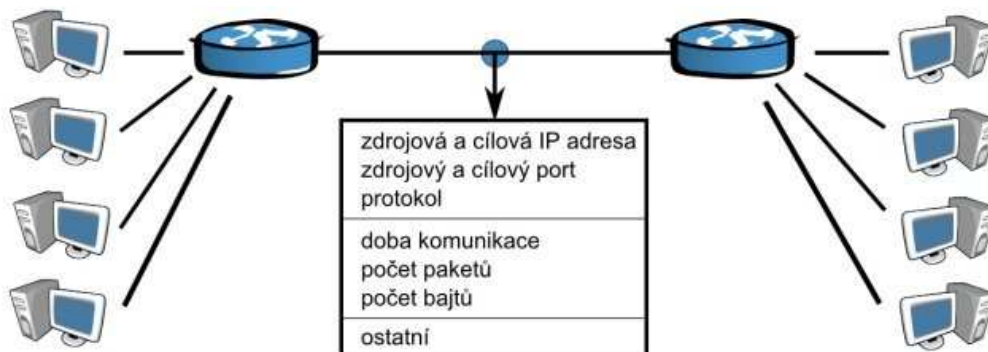 zdrojová a cílová IP adresa
zdrojový a cílový port
protokol
doba komunikace
počet paketů
počet bajtů
ostatní